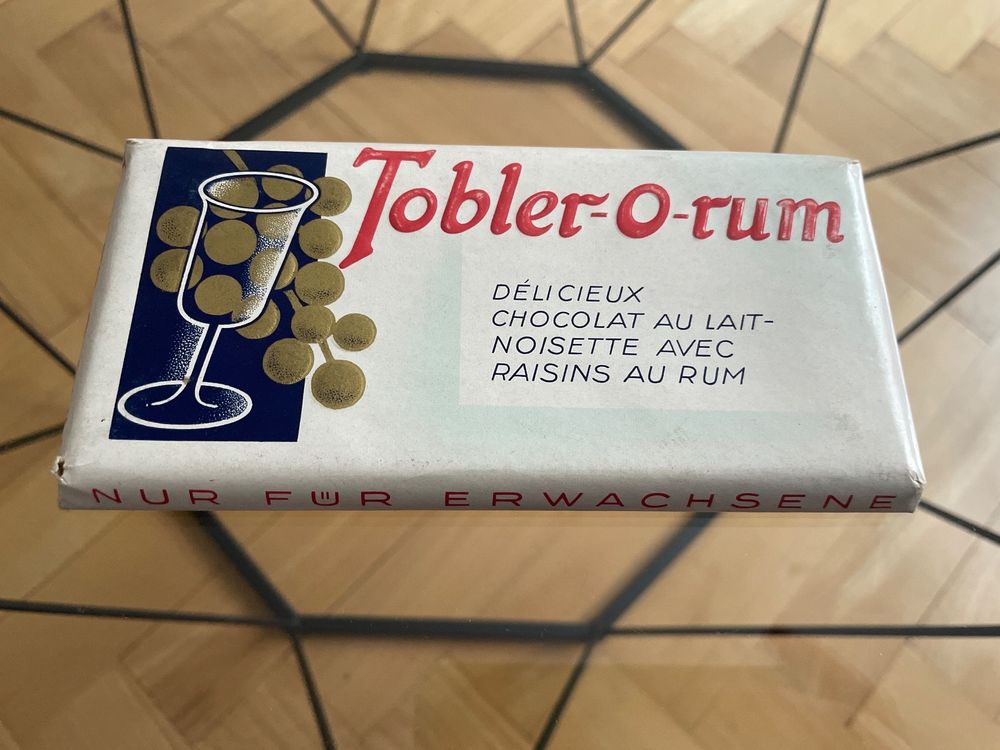 Tobler-O-rum
DÉLICIEUX
CHOCOLAT AU LAIT-
NOISETTE AVEC
RAISINS AU RUM
NUR FÜR ERWACHSENE